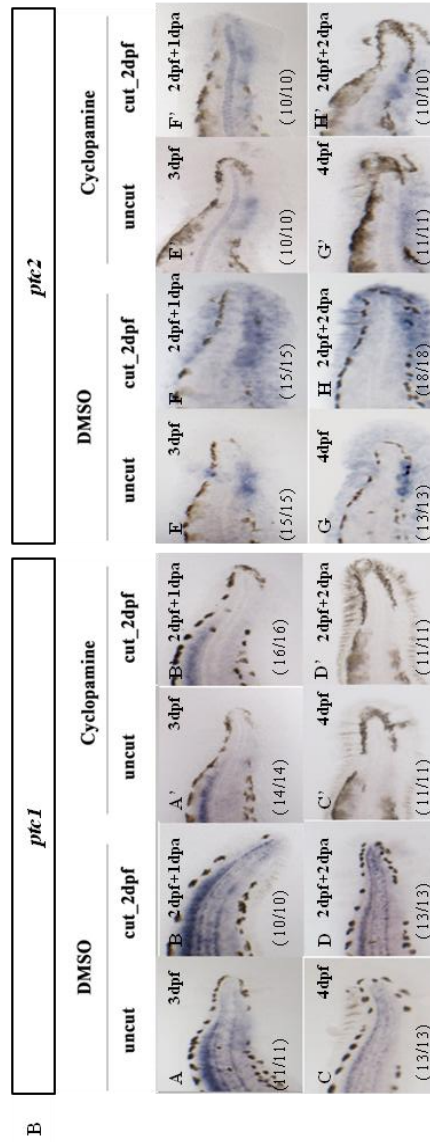 B
ptc1
ptc2
DMSO
Cyclopamine
DMSO
Cyclopamine
uncut
cut_2dpf
uncut
cut_2dpf
uncut
cut_2dpf
uncut
cut_2dpf
A 3dpf
(11/11)
B 2dpf+1dpa
(10/10)
A' 3dpf
(14/14)
B' 2dpf+1dpa
(16/16)
E 3dpf
(15/15)
F 2dpf+1dpa
(15/15)
E' 3dpf
(10/10)
F' 2dpf+1dpa
(10/10)
C 4dpf
(13/13)
D 2dpf+2dpa
(13/13)
C' 4dpf
(11/11)
D' 2dpf+2dpa
(11/11)
G 4dpf
(13/13)
H 2dpf+2dpa
(18/18)
G' 4dpf
(11/11)
H' 2dpf+2dpa
(10/10)